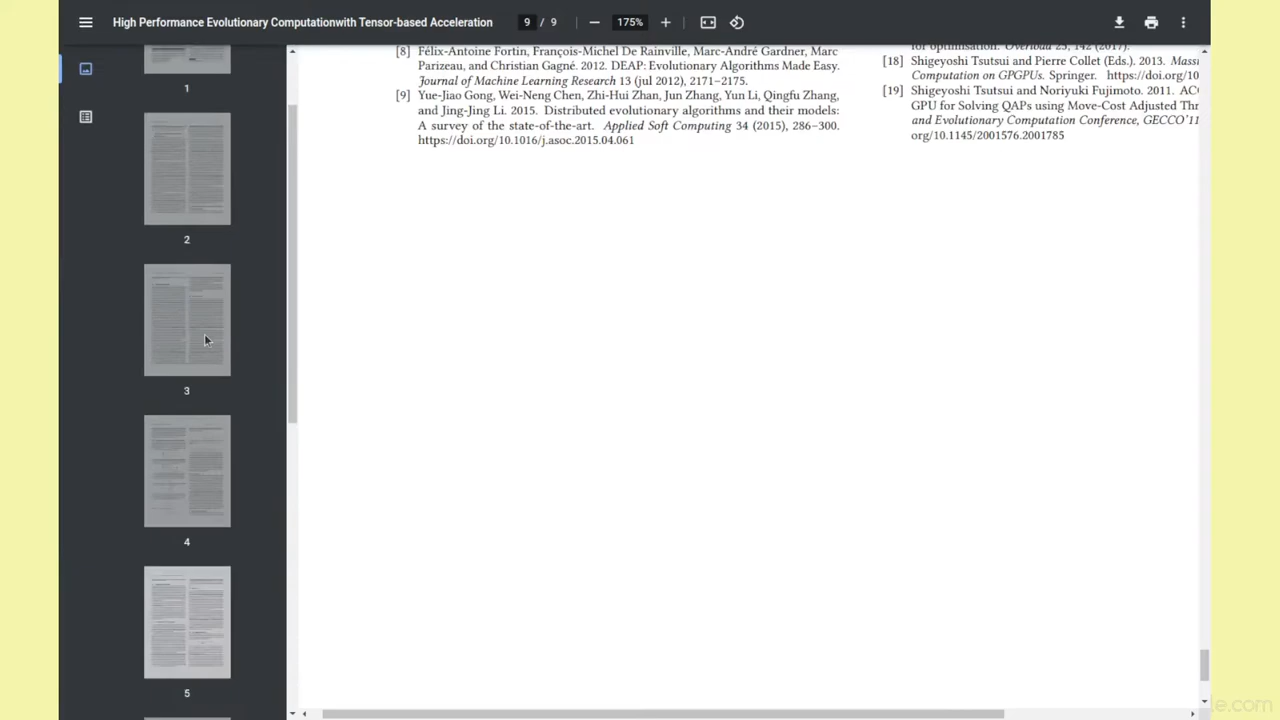 High Performance Evolutionary Computationwith Tensor-based Acceleration
9 / 9
175%
1
2
3
4
5
[8] Félix-Antoine Fortin, François-Michel De Rainville, Marc-André Gardner, Marc
Parizeau, and Christian Gagné. 2012. DEAP: Evolutionary Algorithms Made Easy.
Journal of Machine Learning Research 13 (jul 2012), 2171–2175.
[9] Yue-Jiao Gong, Wei-Neng Chen, Zhi-Hui Zhan, Jun Zhang, Yun Li, Qingfu Zhang,
and Jing-Jing Li. 2015. Distributed evolutionary algorithms and their models:
A survey of the state-of-the-art. Applied Soft Computing 34 (2015), 286–300.
https://doi.org/10.1016/j.asoc.2015.04.061
for optimisation. Overload 25, 142 (2017).
[18] Shigeyoshi Tsutsui and Pierre Collet (Eds.). 2013. Mass
Computation on GPGPUs. Springer. https://doi.org/10
[19] Shigeyoshi Tsutsui and Noriyuki Fujimoto. 2011. AC
GPU for Solving QAPs using Move-Cost Adjusted Thr
and Evolutionary Computation Conference, GECCO'11
org/10.1145/2001576.2001785